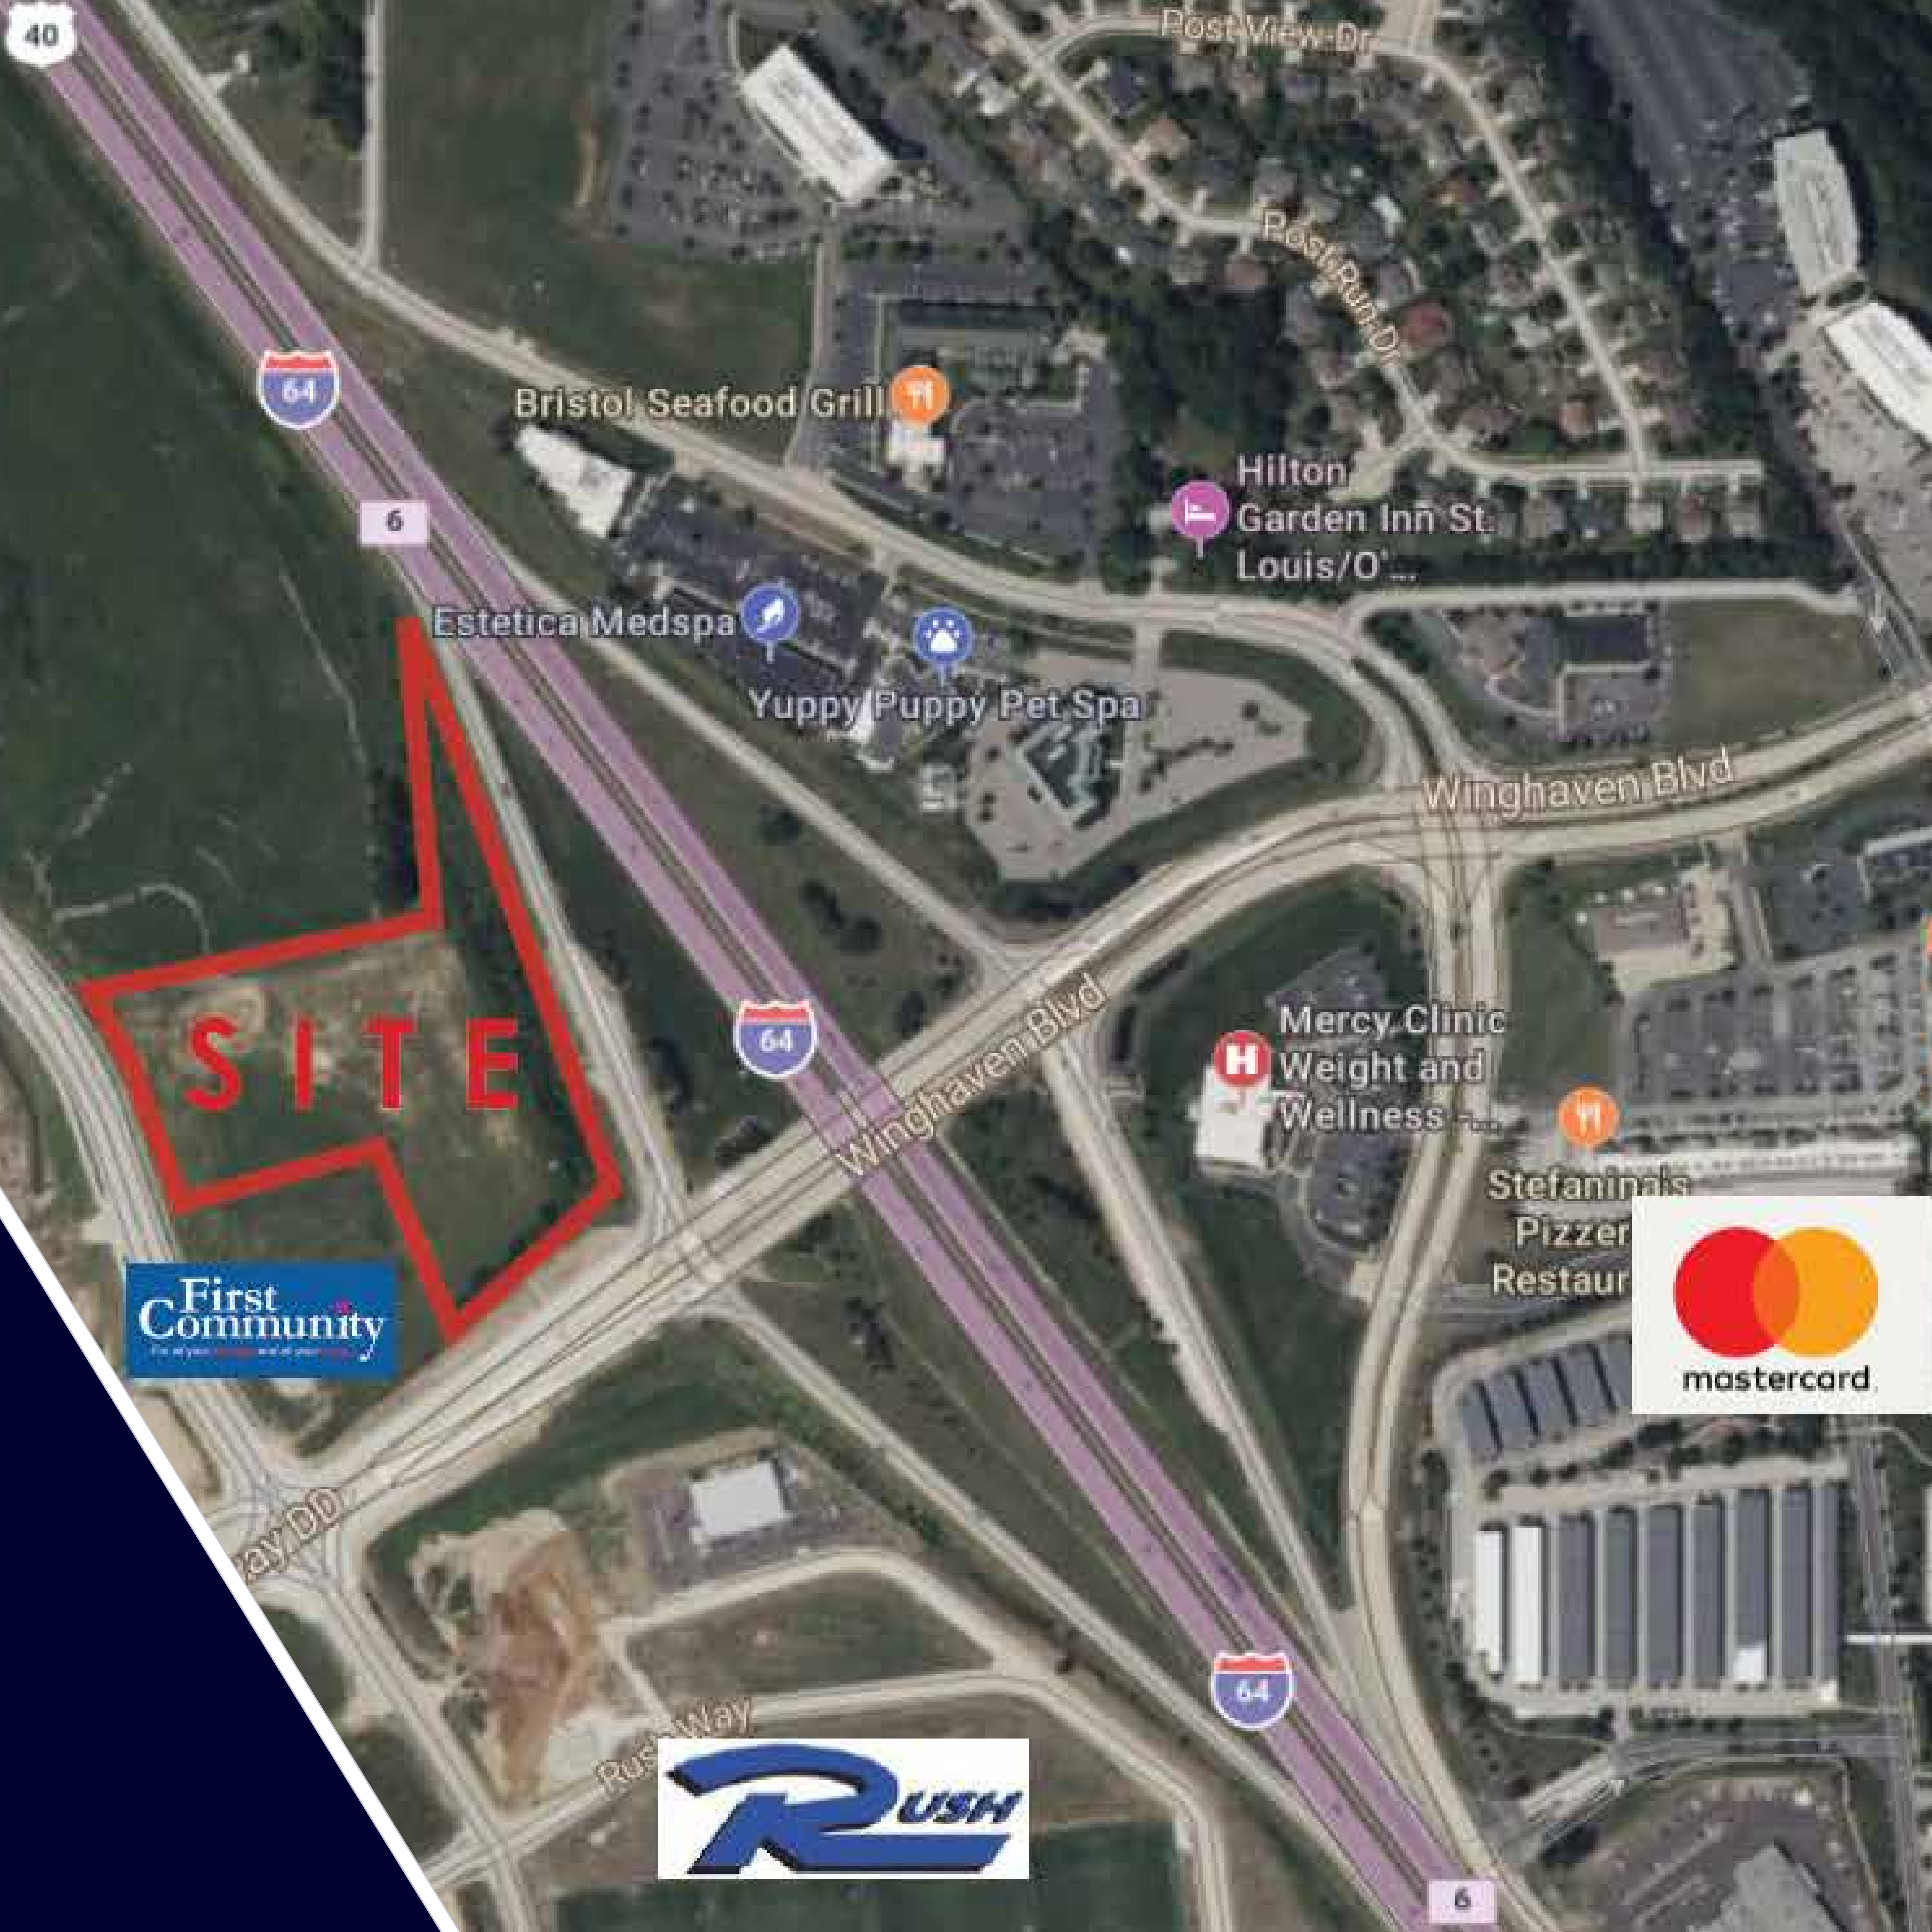 40
Post View Dr
Post Run Dr
64
Bristol Seafood Grill
Hilton
Garden Inn St.
Louis/O'...
6
Estetica Medspa
Yuppy Puppy Pet Spa
Winghaven Blvd
SITE
64
Winghaven Blvd
Mercy Clinic
Weight and
Wellness -...
Stefanina's
Pizzer
Restaur
mastercard
First
Community
ay DD
64
Rush Way
RUSH
6